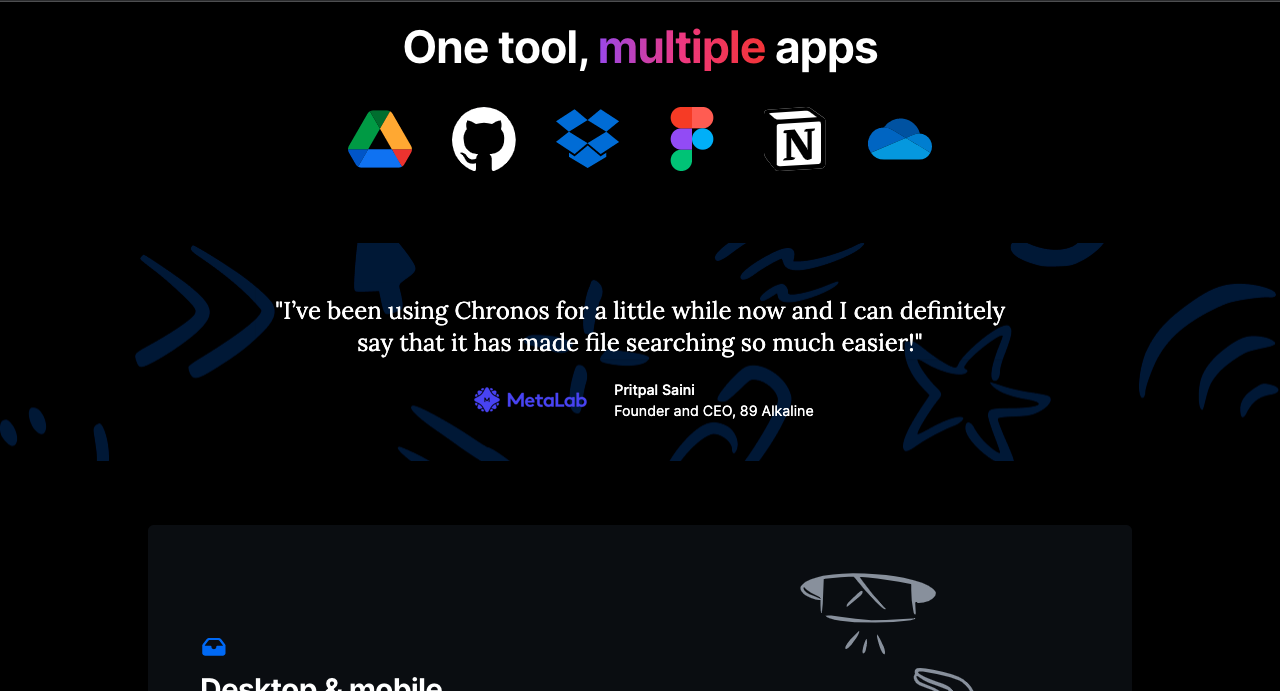 One tool, multiple apps
N
"I’ve been using Chronos for a little while now and I can definitely
say that it has made file searching so much easier!"
M MetaLab
Pritpal Saini
Founder and CEO, 89 Alkaline
Desktop & mobile